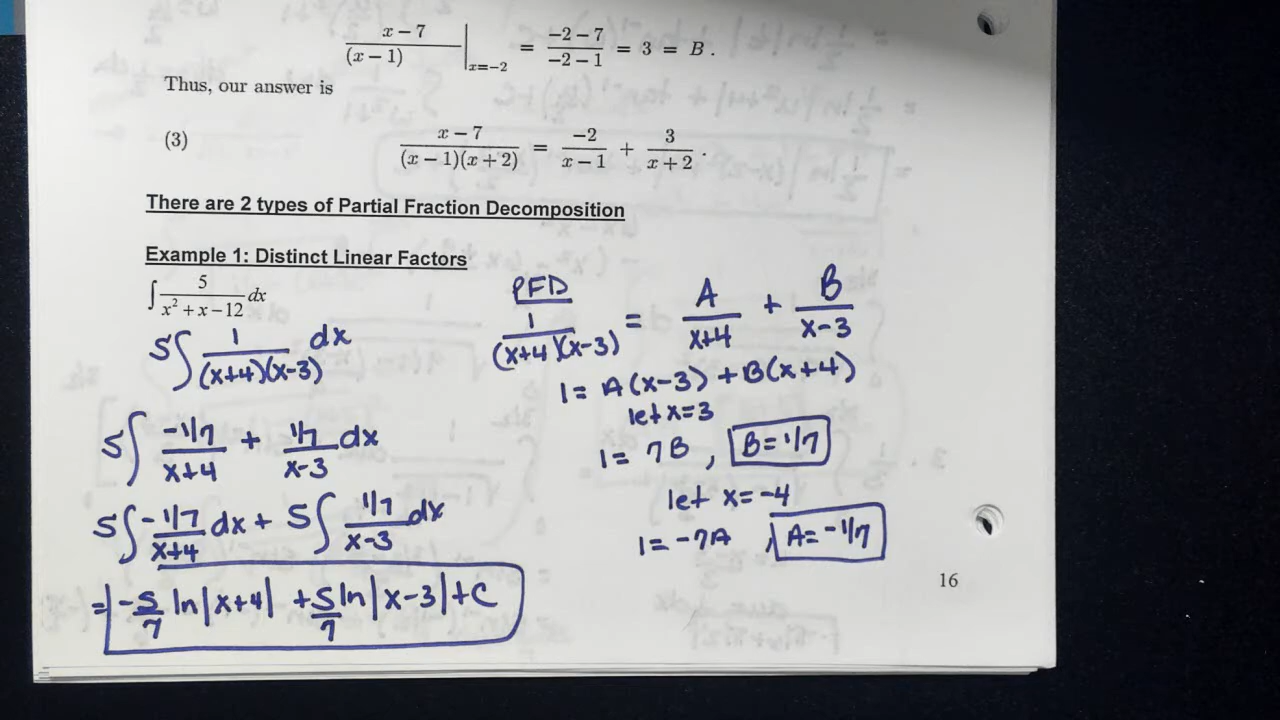 x − 7 / (x − 1) |x=−2 = −2 − 7 / −2 − 1 = 3 = B .
Thus, our answer is
(3) x − 7 / (x − 1)(x + 2) = −2 / x − 1 + 3 / x + 2 .
There are 2 types of Partial Fraction Decomposition
Example 1: Distinct Linear Factors
∫ 5 / x² + x − 12 dx
5∫ 1 / (x+4)(x-3) dx
5∫ -1/7 / x+4 + 1/7 / x-3 dx
5∫ -1/7 / x+4 dx + 5∫ 1/7 / x-3 dx
= -5/7 ln|x+4| + 5/7 ln|x-3| + C
PFD
1 / (x+4)(x-3) = A / x+4 + B / x-3
1 = A(x-3) + B(x+4)
let x=3
1 = 7B , B = 1/7
let x = -4
1 = -7A , A = -1/7
16